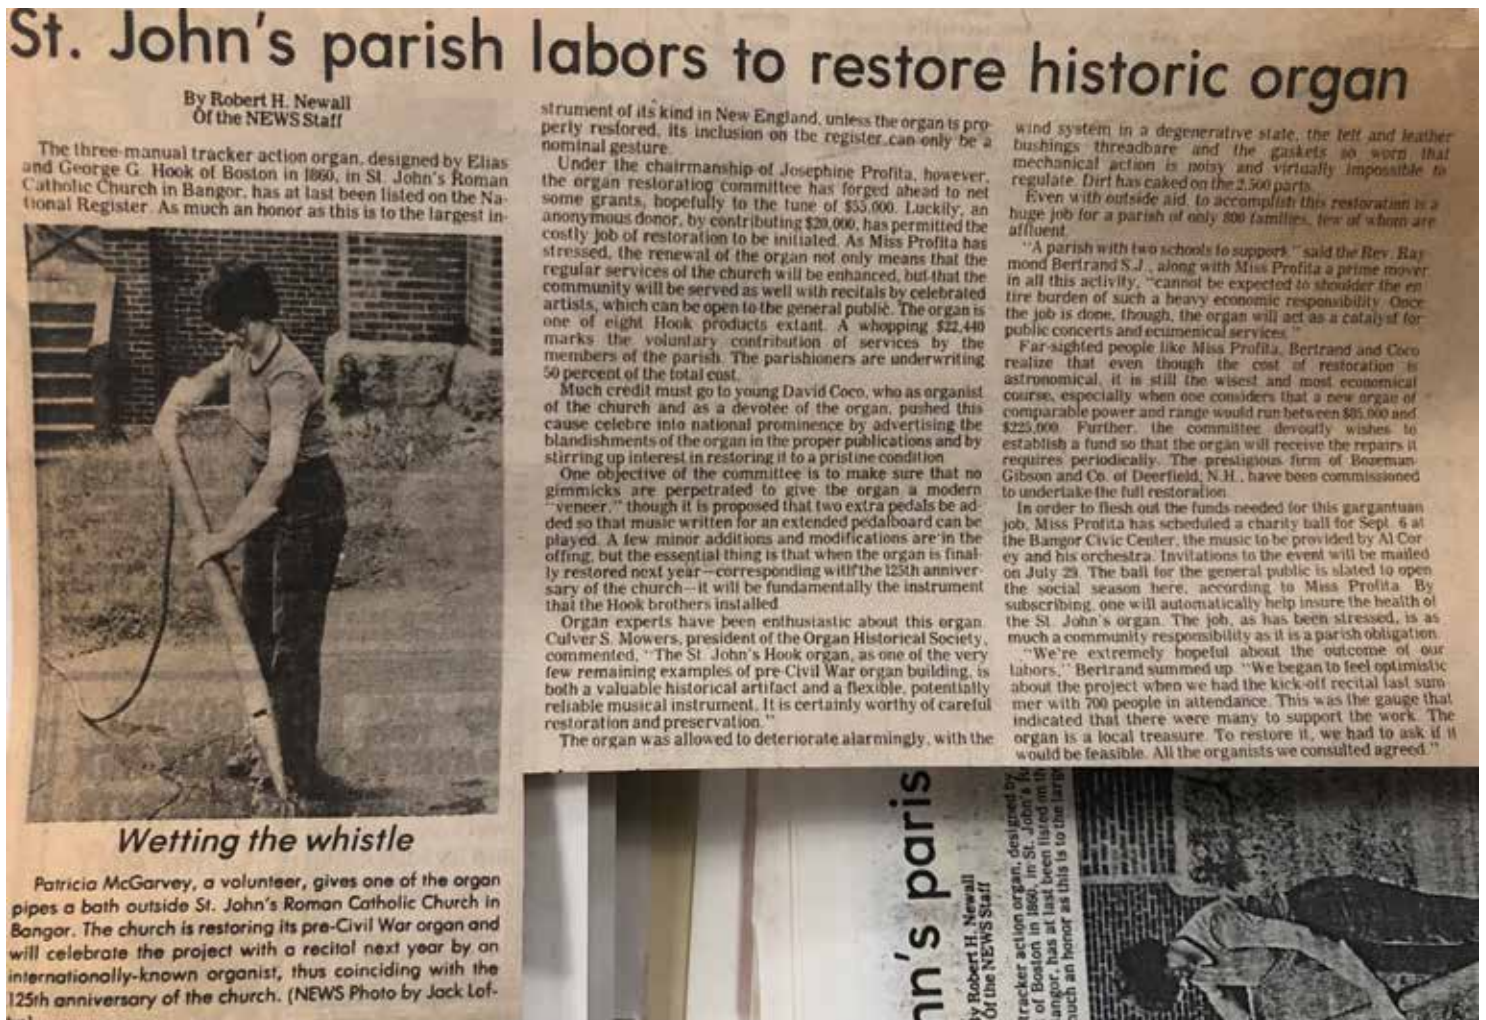 St. John's parish labors to restore historic organ
By Robert H. Newall
Of the NEWS Staff
The three-manual tracker action organ, designed by Elias
and George G. Hook of Boston in 1860, in St. John's Roman
Catholic Church in Bangor, has at last been listed on the Na-
tional Register. As much an honor as this is to the largest in-
Wetting the whistle
Patricia McGarvey, a volunteer, gives one of the organ
pipes a bath outside St. John's Roman Catholic Church in
Bangor. The church is restoring its pre-Civil War organ and
will celebrate the project with a recital next year by an
internationally-known organist, thus coinciding with the
125th anniversary of the church. (NEWS Photo by Jack Lof-
strument of its kind in New England, unless the organ is pro-
perly restored, its inclusion on the register can only be a
nominal gesture.
Under the chairmanship of Josephine Profita, however,
the organ restoration committee has forged ahead to net
some grants, hopefully to the tune of $55,000. Luckily, an
anonymous donor, by contributing $20,000, has permitted the
costly job of restoration to be initiated. As Miss Profita has
stressed, the renewal of the organ not only means that the
regular services of the church will be enhanced, but that the
community will be served as well with recitals by celebrated
artists, which can be open to the general public. The organ is
one of eight Hook products extant. A whopping $22,440
marks the voluntary contribution of services by the
members of the parish. The parishioners are underwriting
50 percent of the total cost.
Much credit must go to young David Coco, who as organist
of the church and as a devotee of the organ, pushed this
cause celebre into national prominence by advertising the
blandishments of the organ in the proper publications and by
stirring up interest in restoring it to a pristine condition.
One objective of the committee is to make sure that no
gimmicks are perpetrated to give the organ a modern
"veneer," though it is proposed that two extra pedals be ad-
ded so that music written for an extended pedalboard can be
played. A few minor additions and modifications are in the
offing, but the essential thing is that when the organ is final-
ly restored next year—corresponding with the 125th anniver-
sary of the church—it will be fundamentally the instrument
that the Hook brothers installed.
Organ experts have been enthusiastic about this organ.
Culver S. Mowers, president of the Organ Historical Society,
commented, "The St. John's Hook organ, as one of the very
few remaining examples of pre-Civil War organ building, is
both a valuable historical artifact and a flexible, potentially
reliable musical instrument. It is certainly worthy of careful
restoration and preservation."
The organ was allowed to deteriorate alarmingly, with the
wind system in a degenerative state, the felt and leather
bushings threadbare and the gaskets so worn that
mechanical action is noisy and virtually impossible to
regulate. Dirt has caked on the 2,500 parts.
Even with outside aid, to accomplish this restoration is a
huge job for a parish of only 800 families, few of whom are
affluent.
"A parish with two schools to support," said the Rev. Ray
mond Bertrand S.J., along with Miss Profita a prime mover
in all this activity, "cannot be expected to shoulder the en
tire burden of such a heavy economic responsibility. Once
the job is done, though, the organ will act as a catalyst for
public concerts and ecumenical services."
Far-sighted people like Miss Profita, Bertrand and Coco
realize that even though the cost of restoration is
astronomical, it is still the wisest and most economical
course, especially when one considers that a new organ of
comparable power and range would run between and
$225,000. Further, the committee devoutly wishes to
establish a fund so that the organ will receive the repairs it
requires periodically. The prestigious firm of Bozeman-
Gibson and Co. of Deerfield, N.H., have been commissioned
to undertake the full restoration.
In order to flesh out the funds needed for this gargantuan
job, Miss Profita has scheduled a charity ball for Sept. 6 at
the Bangor Civic Center, the music to be provided by Al Cor
ey and his orchestra. Invitations to the event will be mailed
on July 29. The ball for the general public is slated to open
the social season here, according to Miss Profita. By
subscribing, one will automatically help insure the health of
the St. John's organ. The job, as has been stressed, is as
much a community responsibility as it is a parish obligation.
"We're extremely hopeful about the outcome of our
labors," Bertrand summed up. "We began to feel optimistic
about the project when we had the kick-off recital last sum
mer with 700 people in attendance. This was the gauge that
indicated that there were many to support the work. The
organ is a local treasure. To restore it, we had to ask if it
would be feasible. All the organists we consulted agreed."
hn's paris
y Robert H. Newall
Of the NEWS Staff
tracker action organ, designed by
of Boston in 1860, in St. John's
angor, has at last been listed on th
uch an honor as this is to the larg